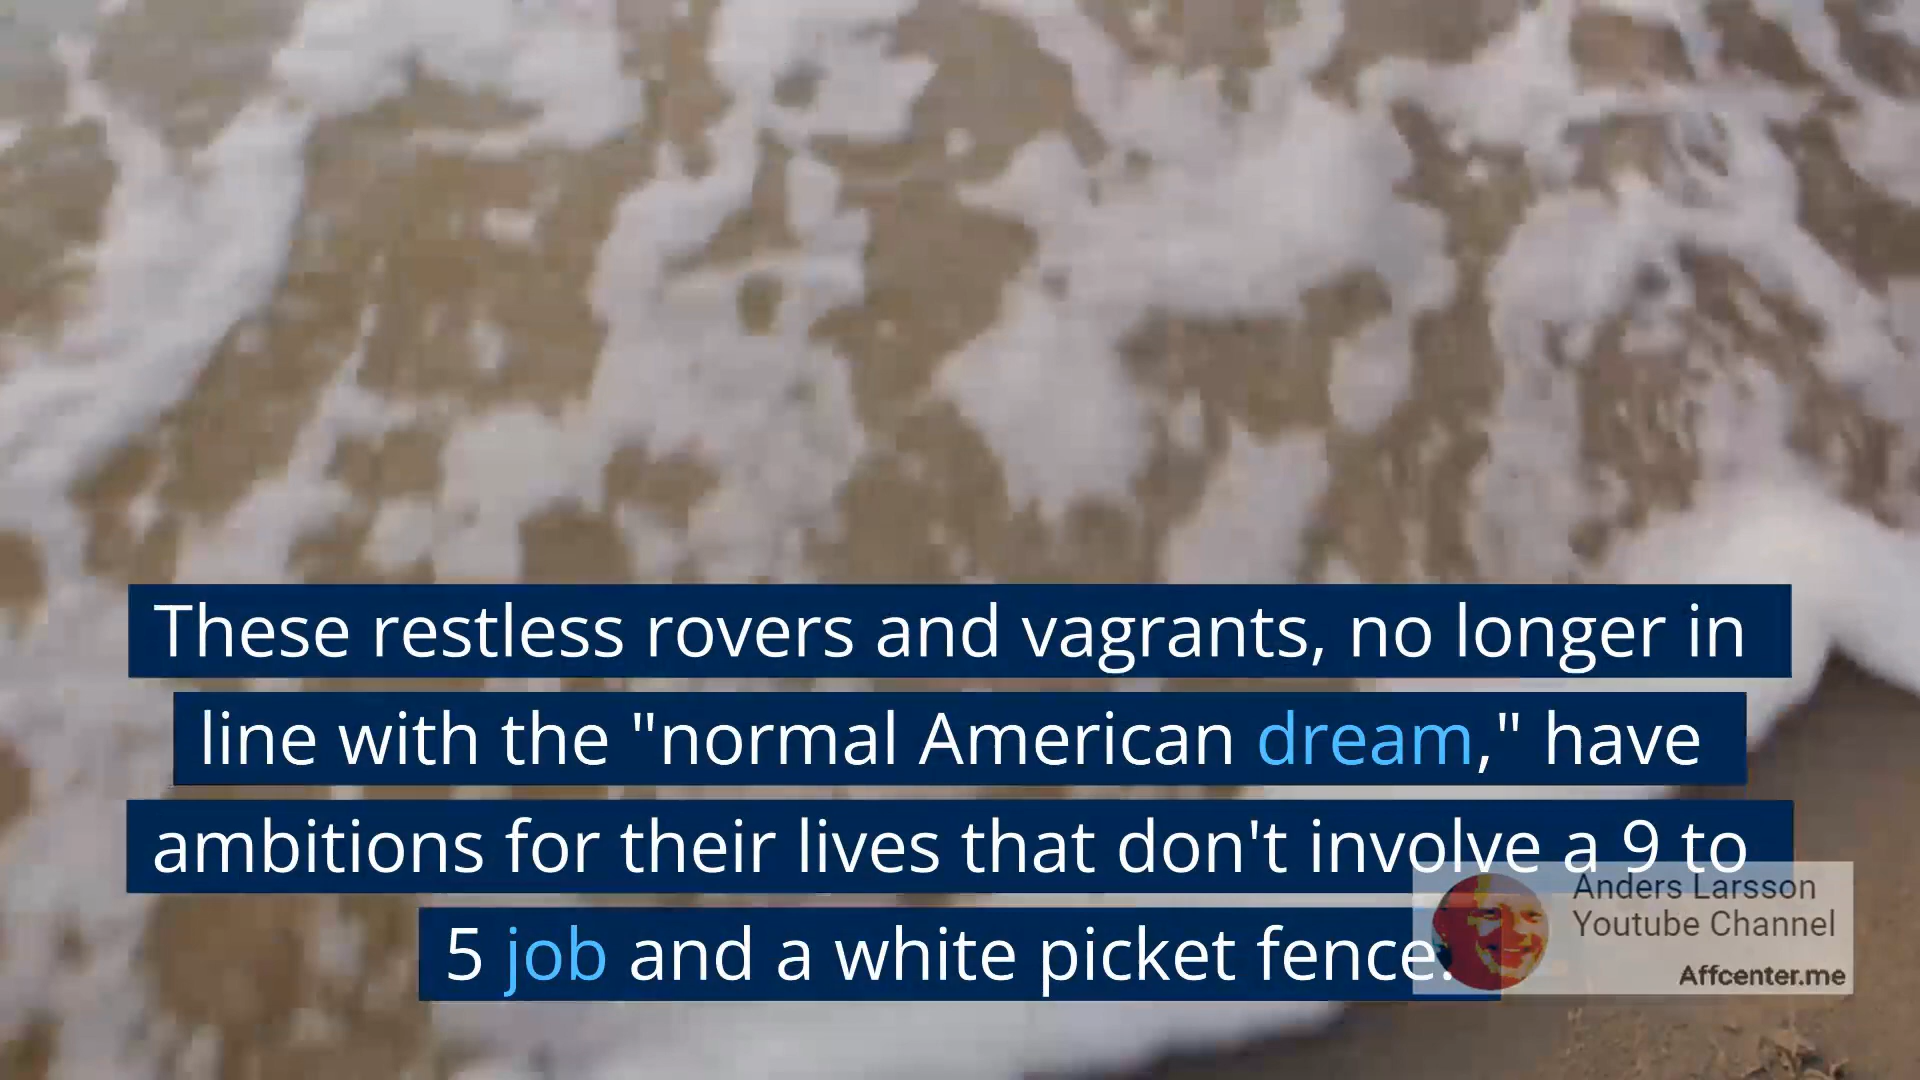 These restless rovers and vagrants, no longer in
line with the "normal American dream," have
ambitions for their lives that don't involve a 9 to
5 job and a white picket fence.
Anders Larsson
Youtube Channel
Affcenter.me